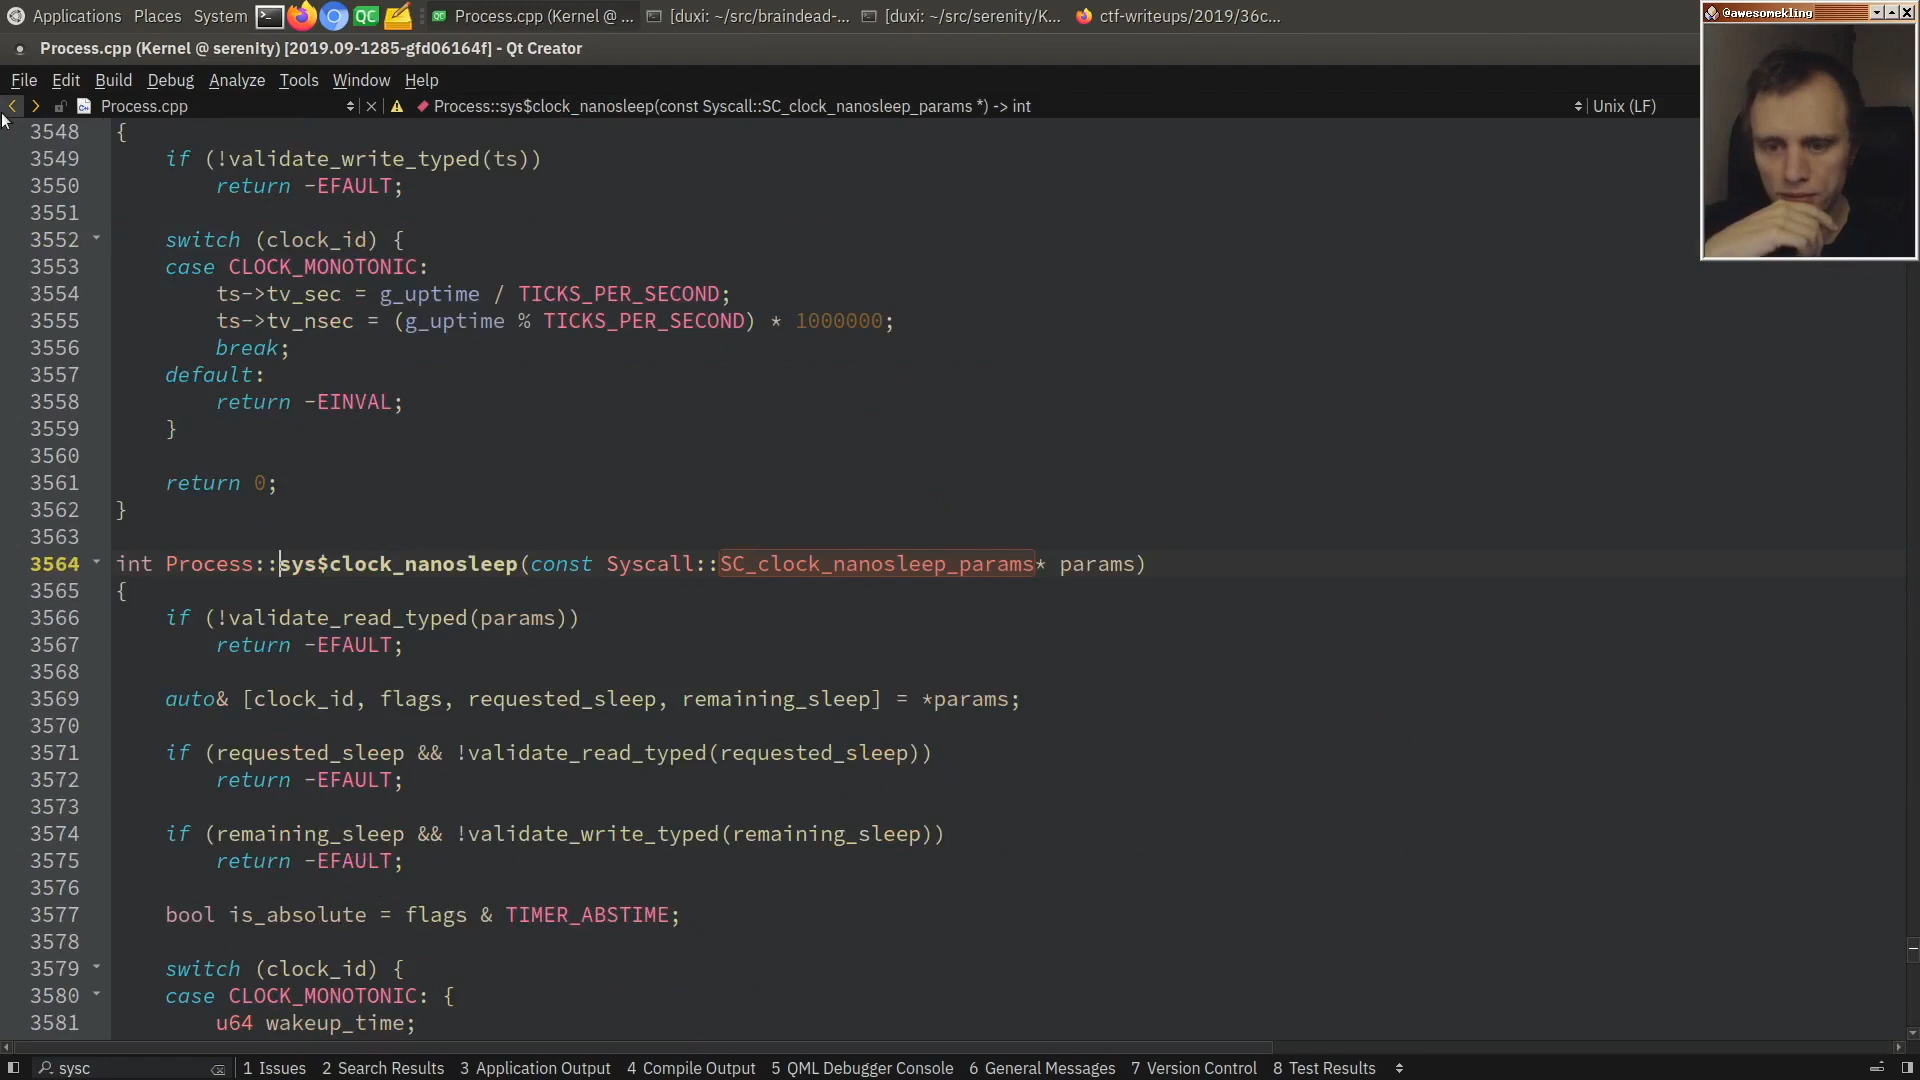 Applications Places System QC Process.cpp (Kernel @ ... [duxi: ~/src/braindead-... [duxi: ~/src/serenity/K... ctf-writeups/2019/36c...
@awesomekling
Process.cpp (Kernel @ serenity) [2019.09-1285-gfd06164f] - Qt Creator
File Edit Build Debug Analyze Tools Window Help
Process.cpp Process::sys$clock_nanosleep(const Syscall::SC_clock_nanosleep_params *) -> int Unix (LF)
3548 {
3549 if (!validate_write_typed(ts))
3550 return -EFAULT;
3551
3552 switch (clock_id) {
3553 case CLOCK_MONOTONIC:
3554 ts->tv_sec = g_uptime / TICKS_PER_SECOND;
3555 ts->tv_nsec = (g_uptime % TICKS_PER_SECOND) * 1000000;
3556 break;
3557 default:
3558 return -EINVAL;
3559 }
3560
3561 return 0;
3562 }
3563
3564 int Process::sys$clock_nanosleep(const Syscall::SC_clock_nanosleep_params* params)
3565 {
3566 if (!validate_read_typed(params))
3567 return -EFAULT;
3568
3569 auto& [clock_id, flags, requested_sleep, remaining_sleep] = *params;
3570
3571 if (requested_sleep && !validate_read_typed(requested_sleep))
3572 return -EFAULT;
3573
3574 if (remaining_sleep && !validate_write_typed(remaining_sleep))
3575 return -EFAULT;
3576
3577 bool is_absolute = flags & TIMER_ABSTIME;
3578
3579 switch (clock_id) {
3580 case CLOCK_MONOTONIC: {
3581 u64 wakeup_time;
sysc 1 Issues 2 Search Results 3 Application Output 4 Compile Output 5 QML Debugger Console 6 General Messages 7 Version Control 8 Test Results